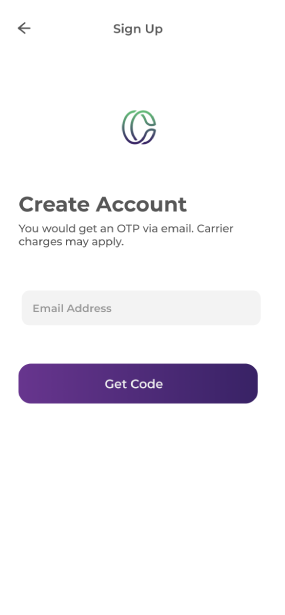 Sign Up
Create Account
You would get an OTP via email. Carrier
charges may apply.
Email Address
Get Code